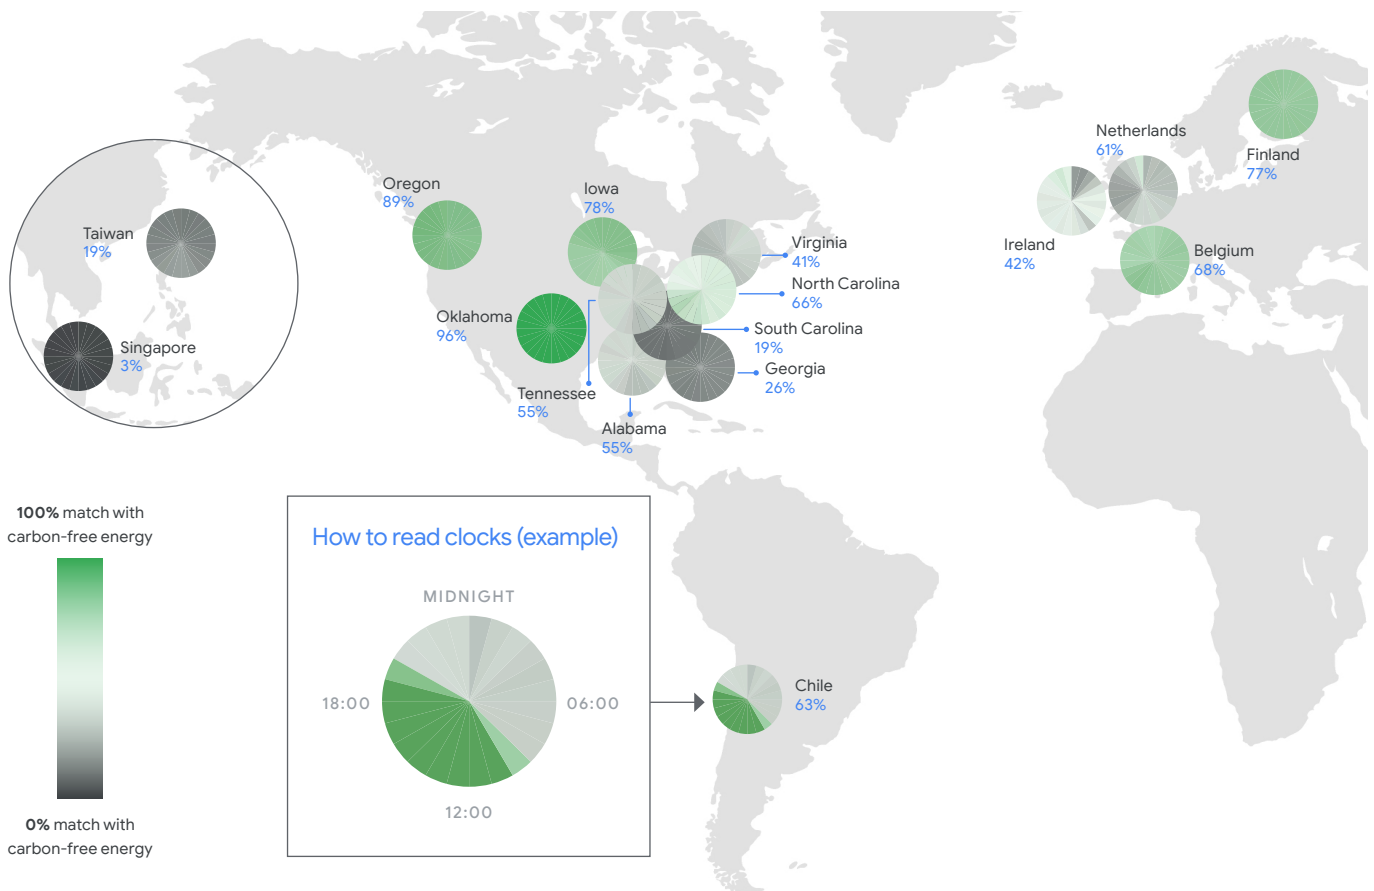 Netherlands
61%
Finland
77%
Oregon
89%
Iowa
78%
Taiwan
19%
Virginia
41%
Ireland
42%
Belgium
68%
North Carolina
66%
Oklahoma
96%
South Carolina
19%
Singapore
3%
Georgia
26%
Tennessee
55%
Alabama
55%
100% match with
carbon-free energy
How to read clocks (example)
MIDNIGHT
18:00
06:00
12:00
Chile
63%
0% match with
carbon-free energy